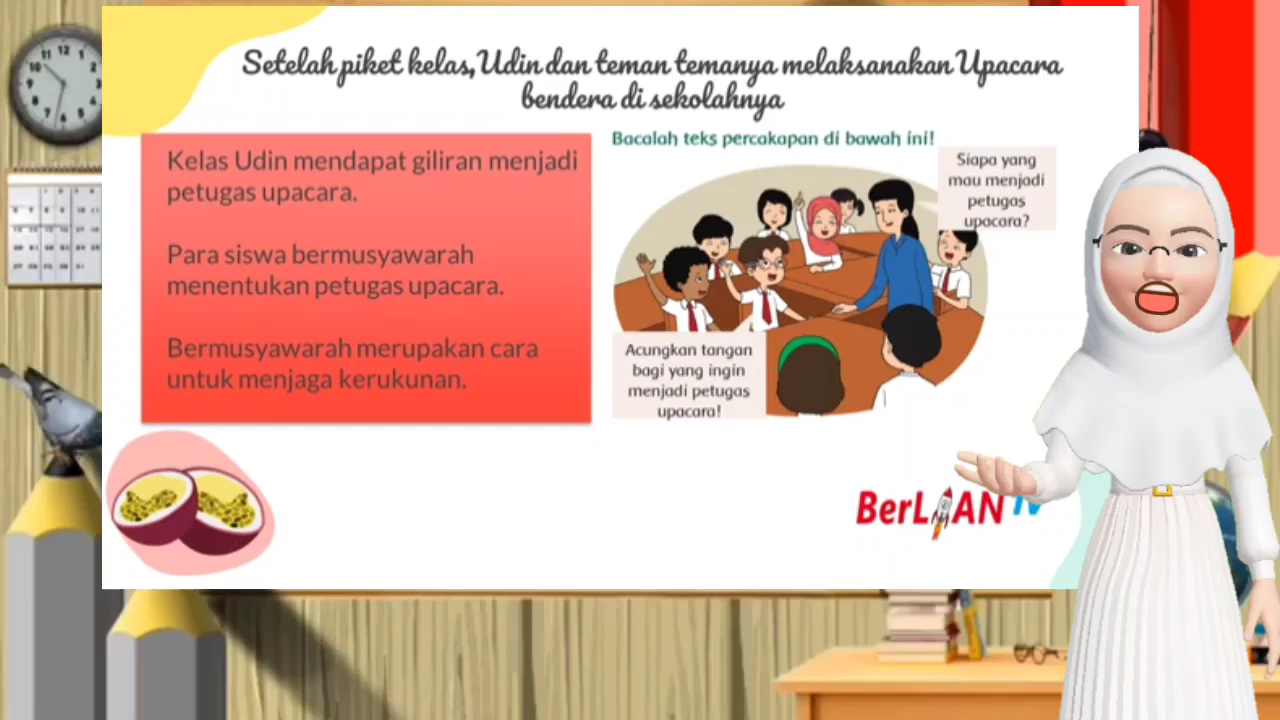 Setelah piket kelas, Udin dan teman temanya melaksanakan Upacara
bendera di sekolahnya
Kelas Udin mendapat giliran menjadi
petugas upacara.
Para siswa bermusyawarah
menentukan petugas upacara.
Bermusyawarah merupakan cara
untuk menjaga kerukunan.
Bacalah teks percakapan di bawah ini!
Siapa yang
mau menjadi
petugas
upacara?
Acungkan tangan
bagi yang ingin
menjadi petugas
upacara!
BerLIAN TV